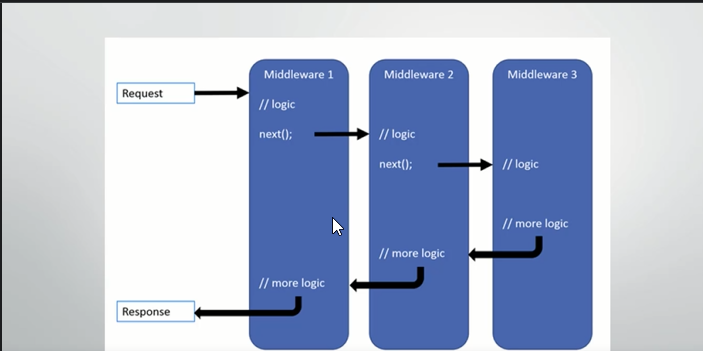 Middleware 1
Middleware 2
Middleware 3
Request
// logic
next();
// logic
next();
// logic
// more logic
// more logic
// more logic
Response